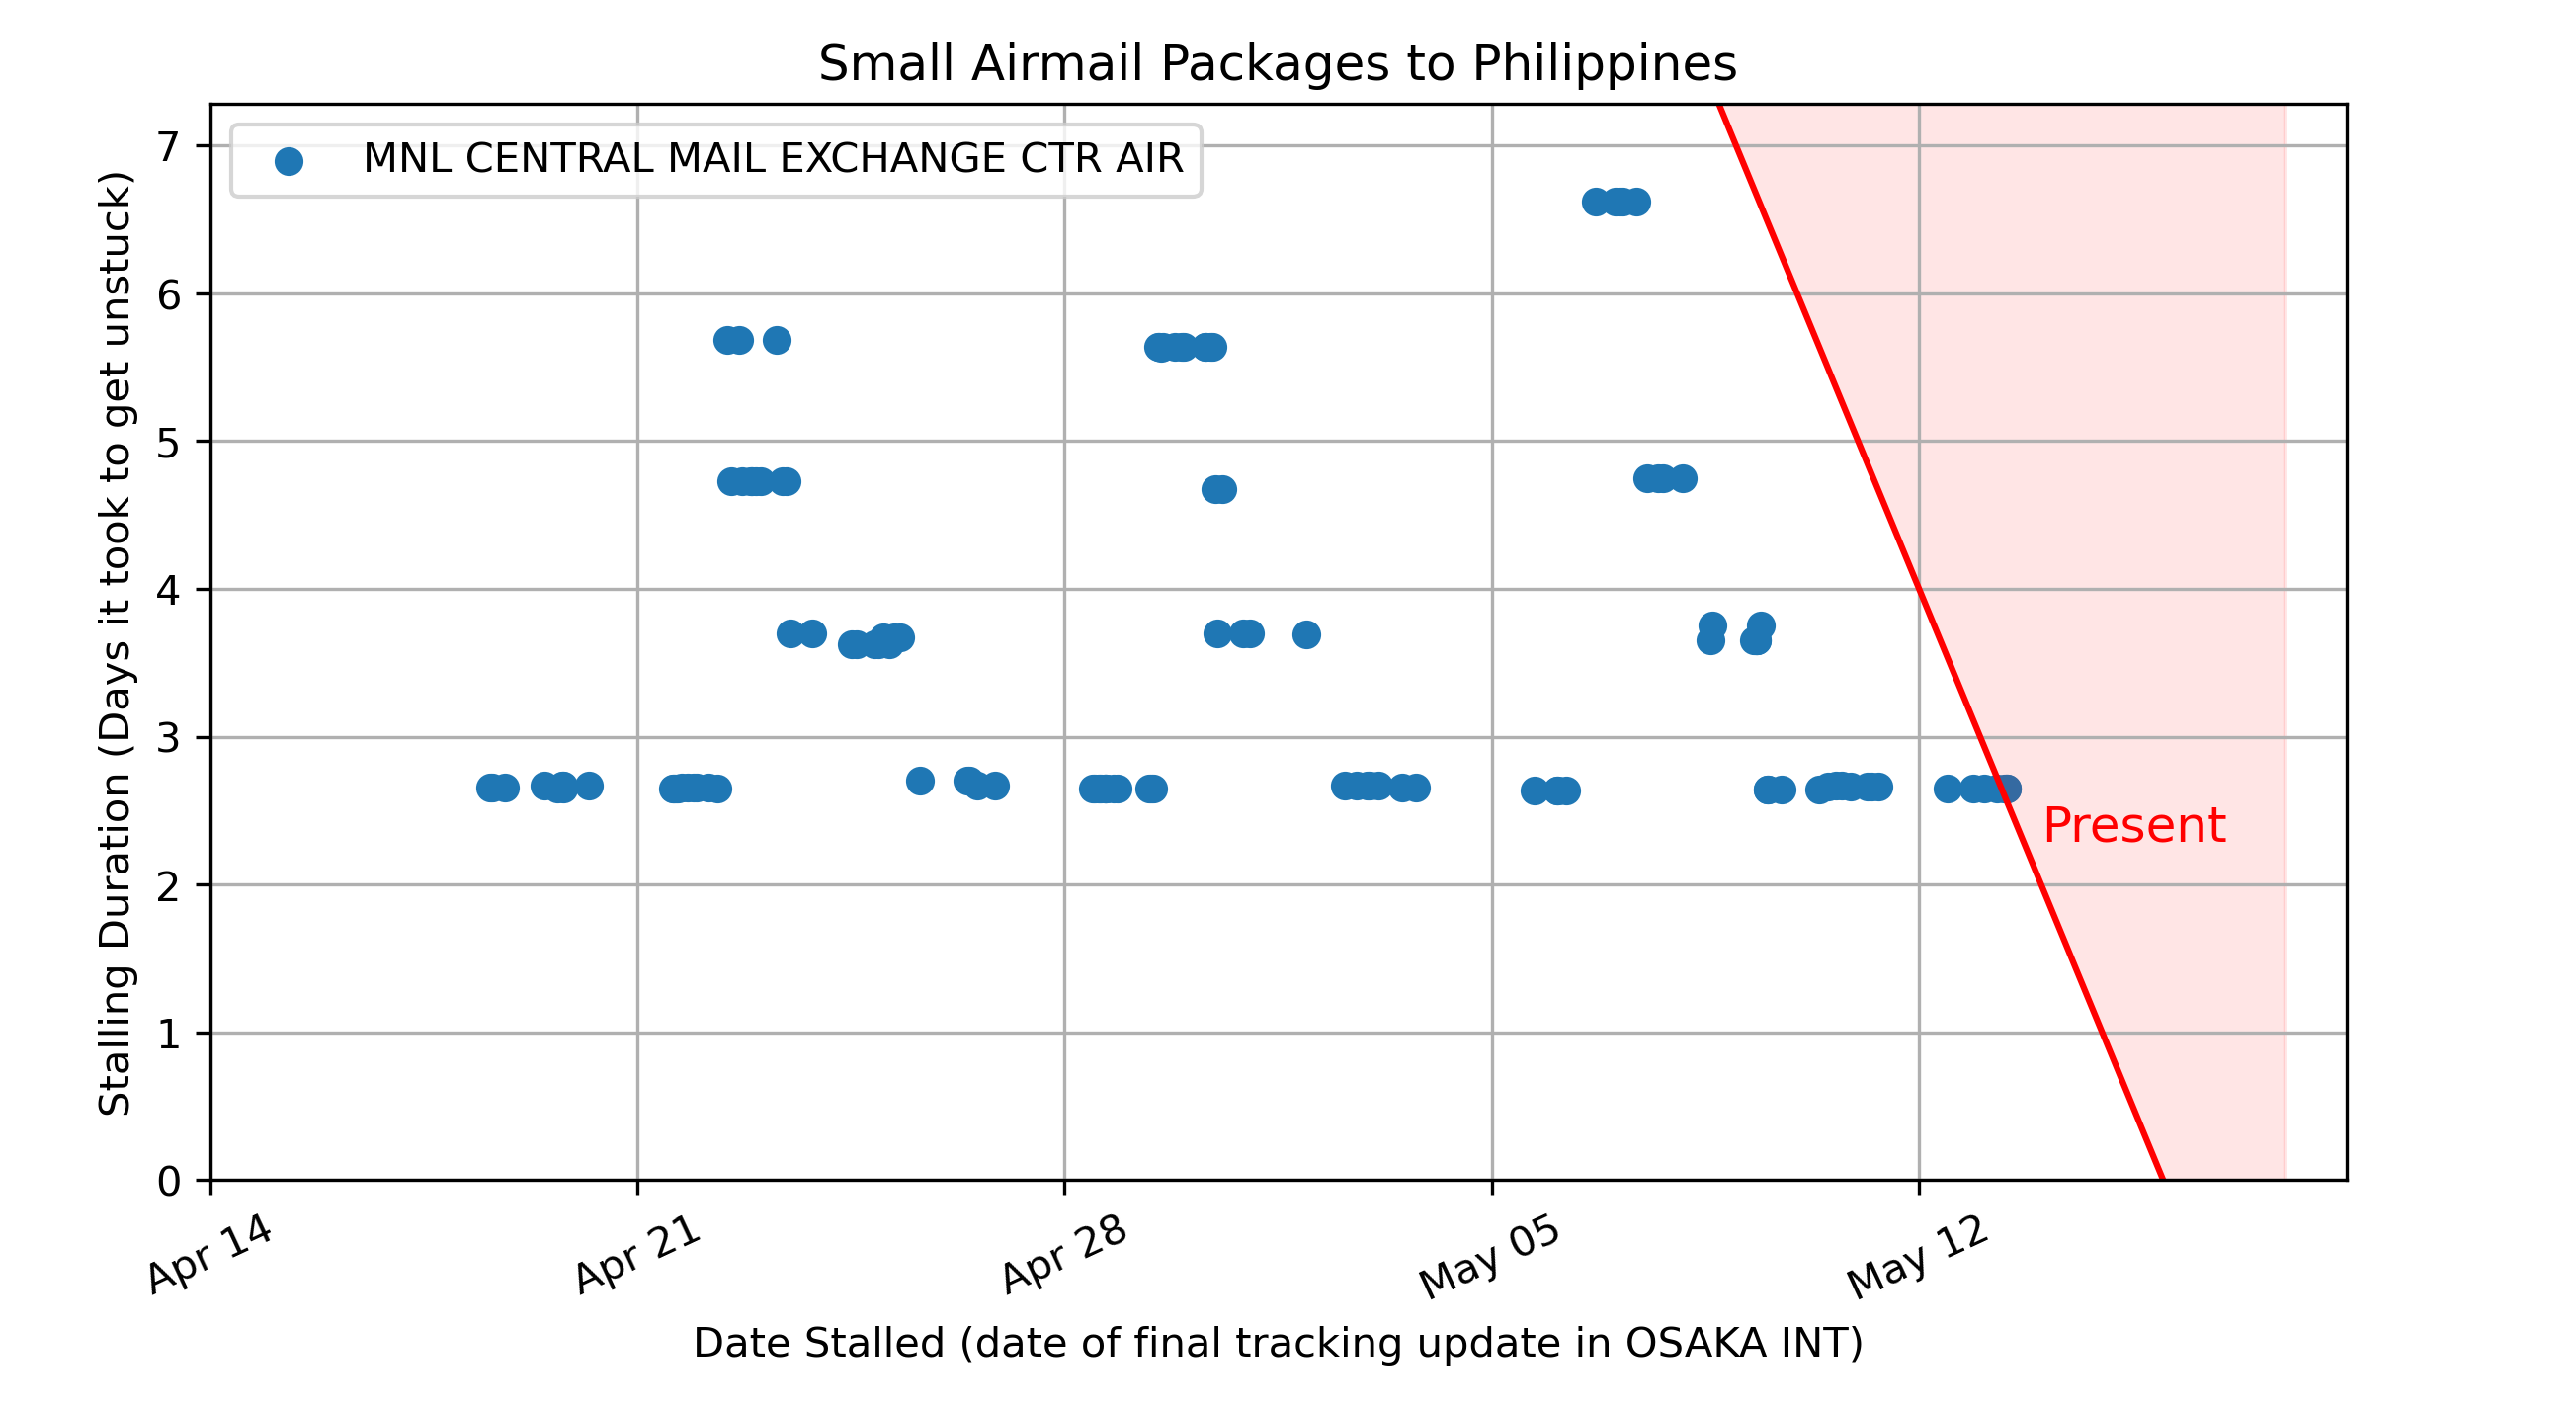 Small Airmail Packages to Philippines
MNL CENTRAL MAIL EXCHANGE CTR AIR
Stalling Duration (Days it took to get unstuck)
7
6
5
4
3
2
1
0
Present
Apr 14
Apr 21
Apr 28
May 05
May 12
Date Stalled (date of final tracking update in OSAKA INT)